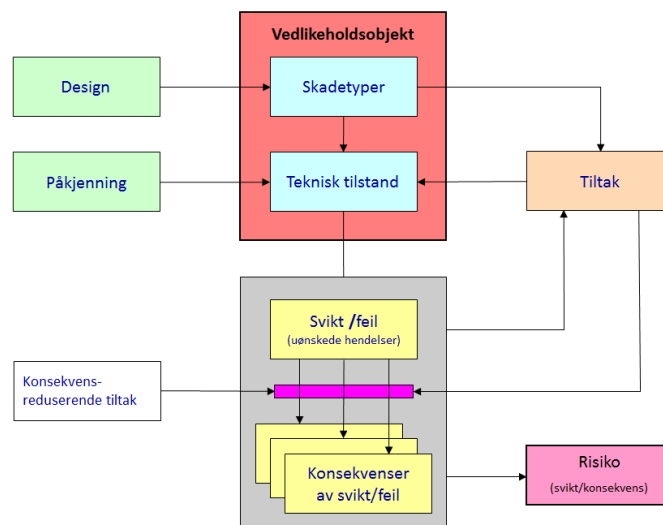 Vedlikeholdsobjekt
Design
Skadetyper
Påkjenning
Teknisk tilstand
Tiltak
Svikt /feil
(uønskede hendelser)
Konsekvens-
reduserende tiltak
Konsekvenser
av svikt/feil
Risiko
(svikt/konsekvens)